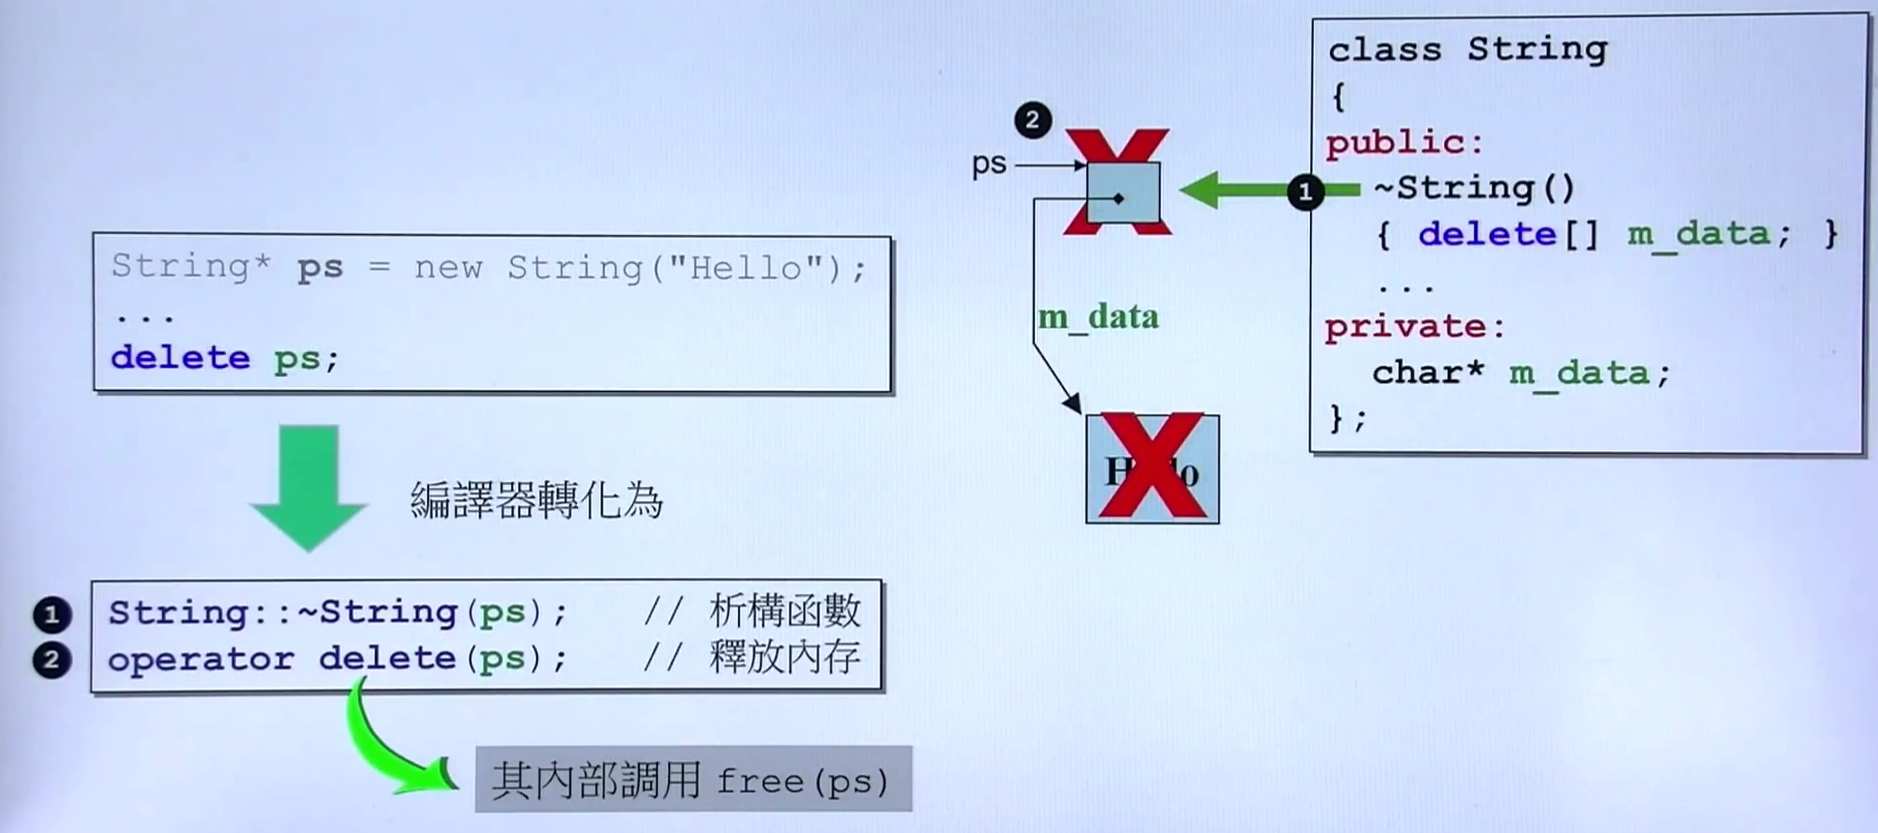 String* ps = new String("Hello");
...
delete ps;
編譯器轉化為
1 String::~String(ps); // 析構函數
2 operator delete(ps); // 釋放內存
其內部調用 free(ps)
2
ps
m_data
1
class String
{
public:
~String()
{ delete[] m_data; }
...
private:
char* m_data;
};